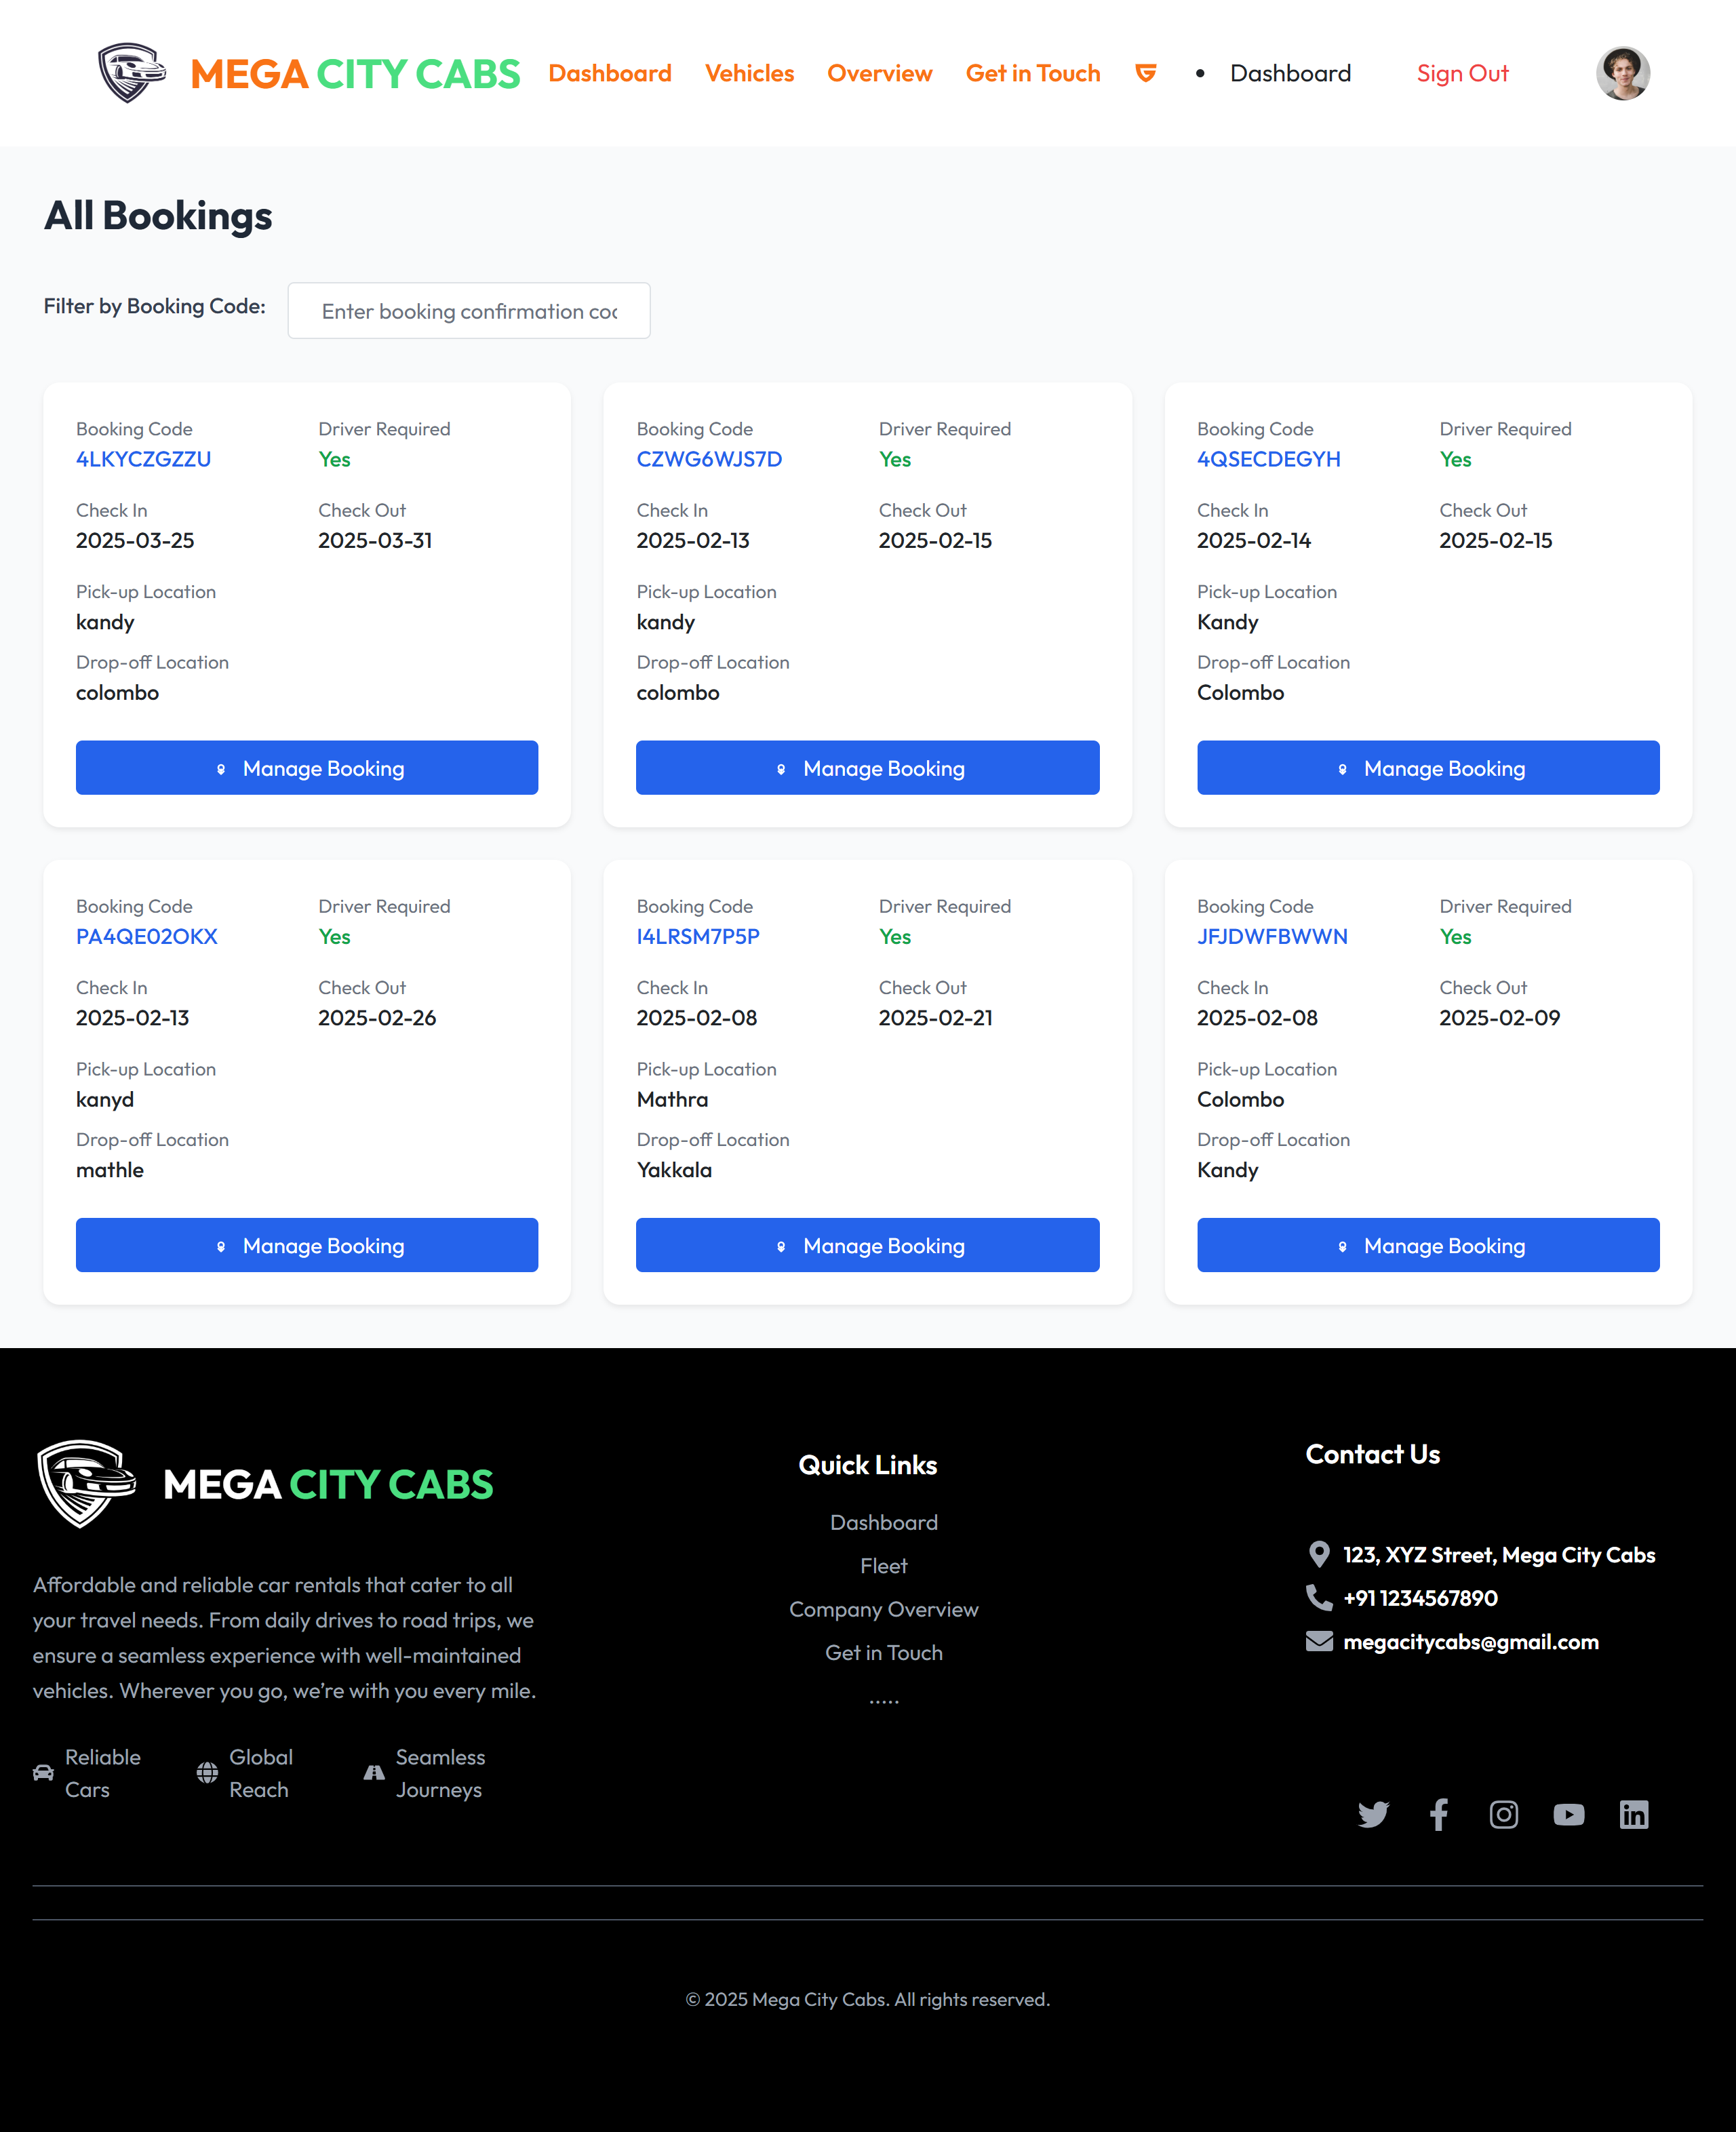 MEGA CITY CABS Dashboard Vehicles Overview Get in Touch • Dashboard Sign Out
All Bookings
Filter by Booking Code: Enter booking confirmation
Booking Code Driver Required Booking Code Driver Required Booking Code Driver Required
4LKYCZGZZU Yes CZWG6WJS7D Yes 4QSECDEGYH Yes
Check In Check Out Check In Check Out Check In Check Out
2025-03-25 2025-03-31 2025-02-13 2025-02-15 2025-02-14 2025-02-15
Pick-up Location Pick-up Location Pick-up Location
kandy kandy Kandy
Drop-off Location Drop-off Location Drop-off Location
colombo colombo Colombo
Manage Booking Manage Booking Manage Booking
Booking Code Driver Required Booking Code Driver Required Booking Code Driver Required
PA4QE02OKX Yes I4LRSM7P5P Yes JFJDWFBWWN Yes
Check In Check Out Check In Check Out Check In Check Out
2025-02-13 2025-02-26 2025-02-08 2025-02-21 2025-02-08 2025-02-09
Pick-up Location Pick-up Location Pick-up Location
kanyd Mathra Colombo
Drop-off Location Drop-off Location Drop-off Location
mathle Yakkala Kandy
Manage Booking Manage Booking Manage Booking
MEGA CITY CABS
Affordable and reliable car rentals that cater to all
your travel needs. From daily drives to road trips, we
ensure a seamless experience with well-maintained
vehicles. Wherever you go, we’re with you every mile.
Reliable
Cars
Global
Reach
Seamless
Journeys
Quick Links
Dashboard
Fleet
Company Overview
Get in Touch
.....
Contact Us
123, XYZ Street, Mega City Cabs
+91 1234567890
megacitycabs@gmail.com
© 2025 Mega City Cabs. All rights reserved.